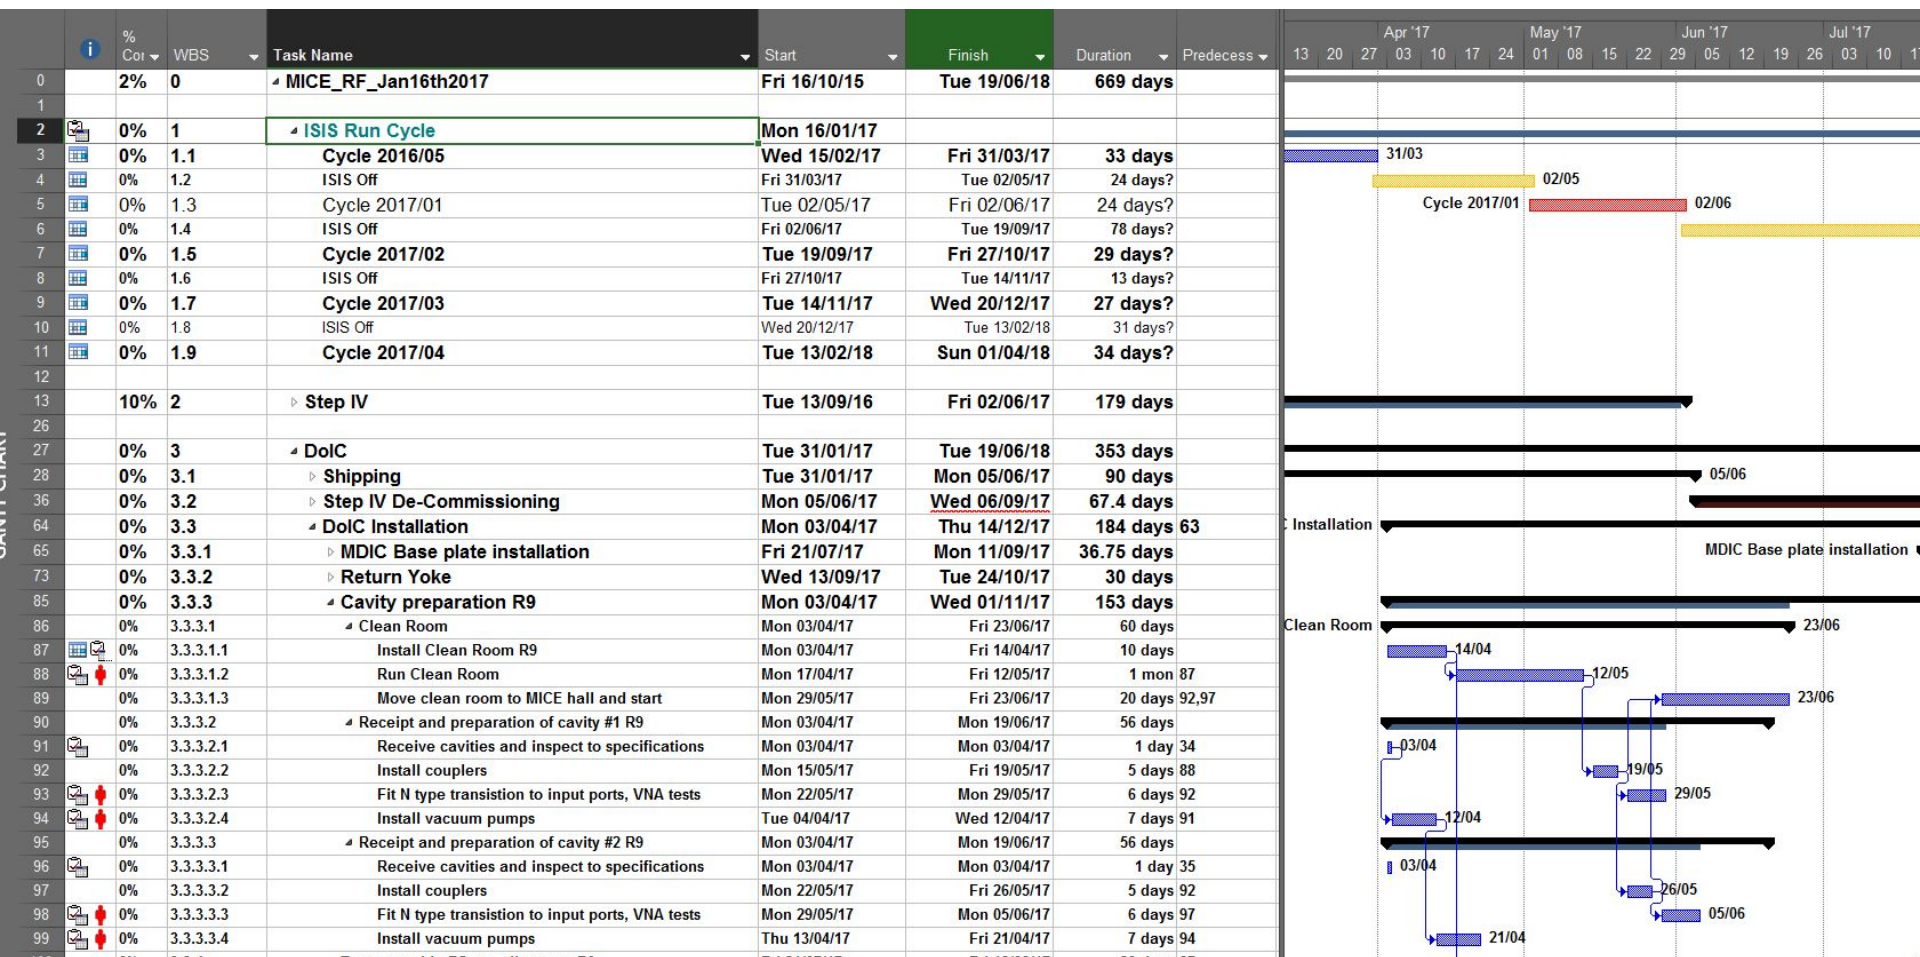 % Apr '17 May '17 Jun '17 Jul '17
Cor WBS Task Name Start Finish Duration Predecess 13 20 27 03 10 17 24 01 08 15 22 29 05 12 19 26 03 10
0 2% 0 MICE_RF_Jan16th2017 Fri 16/10/15 Tue 19/06/18 669 days
1
2 0% 1 ISIS Run Cycle Mon 16/01/17
3 0% 1.1 Cycle 2016/05 Wed 15/02/17 Fri 31/03/17 33 days 31/03
4 0% 1.2 ISIS Off Fri 31/03/17 Tue 02/05/17 24 days? 02/05
5 0% 1.3 Cycle 2017/01 Tue 02/05/17 Fri 02/06/17 24 days? Cycle 2017/01 02/06
6 0% 1.4 ISIS Off Fri 02/06/17 Tue 19/09/17 78 days?
7 0% 1.5 Cycle 2017/02 Tue 19/09/17 Fri 27/10/17 29 days?
8 0% 1.6 ISIS Off Fri 27/10/17 Tue 14/11/17 13 days?
9 0% 1.7 Cycle 2017/03 Tue 14/11/17 Wed 20/12/17 27 days?
10 0% 1.8 ISIS Off Wed 20/12/17 Tue 13/02/18 31 days?
11 0% 1.9 Cycle 2017/04 Tue 13/02/18 Sun 01/04/18 34 days?
12
13 10% 2 Step IV Tue 13/09/16 Fri 02/06/17 179 days
26
27 0% 3 DoIC Tue 31/01/17 Tue 19/06/18 353 days
28 0% 3.1 Shipping Tue 31/01/17 Mon 05/06/17 90 days 05/06
36 0% 3.2 Step IV De-Commissioning Mon 05/06/17 Wed 06/09/17 67.4 days
64 0% 3.3 DoIC Installation Mon 03/04/17 Thu 14/12/17 184 days 63 Installation
65 0% 3.3.1 MDIC Base plate installation Fri 21/07/17 Mon 11/09/17 36.75 days MDIC Base plate installation
73 0% 3.3.2 Return Yoke Wed 13/09/17 Tue 24/10/17 30 days
85 0% 3.3.3 Cavity preparation R9 Mon 03/04/17 Wed 01/11/17 153 days
86 0% 3.3.3.1 Clean Room Mon 03/04/17 Fri 23/06/17 60 days Clean Room 23/06
87 0% 3.3.3.1.1 Install Clean Room R9 Mon 03/04/17 Fri 14/04/17 10 days 14/04
88 0% 3.3.3.1.2 Run Clean Room Mon 17/04/17 Fri 12/05/17 1 mon 87 12/05
89 0% 3.3.3.1.3 Move clean room to MICE hall and start Mon 29/05/17 Fri 23/06/17 20 days 92,97 23/06
90 0% 3.3.3.2 Receipt and preparation of cavity #1 R9 Mon 03/04/17 Mon 19/06/17 56 days
91 0% 3.3.3.2.1 Receive cavities and inspect to specifications Mon 03/04/17 Mon 03/04/17 1 day 34 03/04
92 0% 3.3.3.2.2 Install couplers Mon 15/05/17 Fri 19/05/17 5 days 88 19/05
93 0% 3.3.3.2.3 Fit N type transistion to input ports, VNA tests Mon 22/05/17 Mon 29/05/17 6 days 92 29/05
94 0% 3.3.3.2.4 Install vacuum pumps Tue 04/04/17 Wed 12/04/17 7 days 91 12/04
95 0% 3.3.3.3 Receipt and preparation of cavity #2 R9 Mon 03/04/17 Mon 19/06/17 56 days
96 0% 3.3.3.3.1 Receive cavities and inspect to specifications Mon 03/04/17 Mon 03/04/17 1 day 35 03/04
97 0% 3.3.3.3.2 Install couplers Mon 22/05/17 Fri 26/05/17 5 days 92 26/05
98 0% 3.3.3.3.3 Fit N type transistion to input ports, VNA tests Mon 29/05/17 Mon 05/06/17 6 days 97 05/06
99 0% 3.3.3.3.4 Install vacuum pumps Thu 13/04/17 Fri 21/04/17 7 days 94 21/04